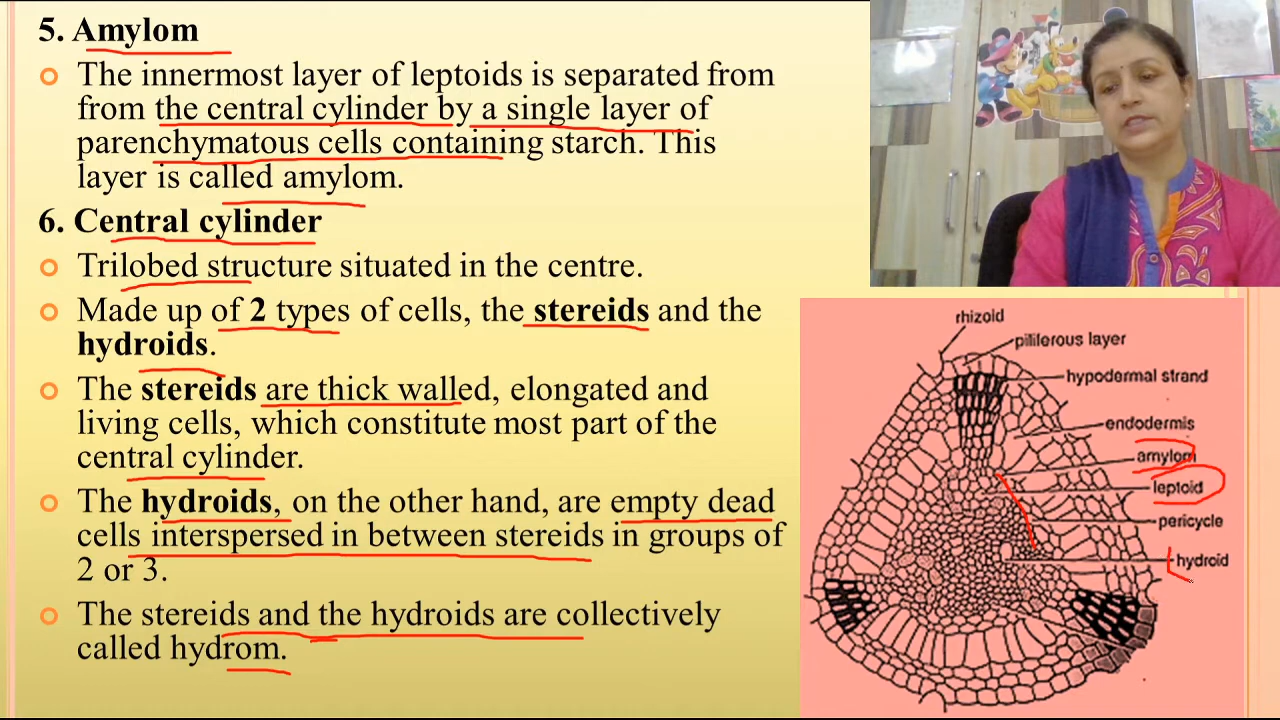 5. Amylom
The innermost layer of leptoids is separated from
from the central cylinder by a single layer of
parenchymatous cells containing starch. This
layer is called amylom.
6. Central cylinder
Trilobed structure situated in the centre.
Made up of 2 types of cells, the stereids and the
hydroids.
The stereids are thick walled, elongated and
living cells, which constitute most part of the
central cylinder.
The hydroids, on the other hand, are empty dead
cells interspersed in between stereids in groups of
2 or 3.
The stereids and the hydroids are collectively
called hydrom.
rhizoid
piliferous layer
hypodermal strand
endodermis
amylom
leptoid
pericycle
hydroid